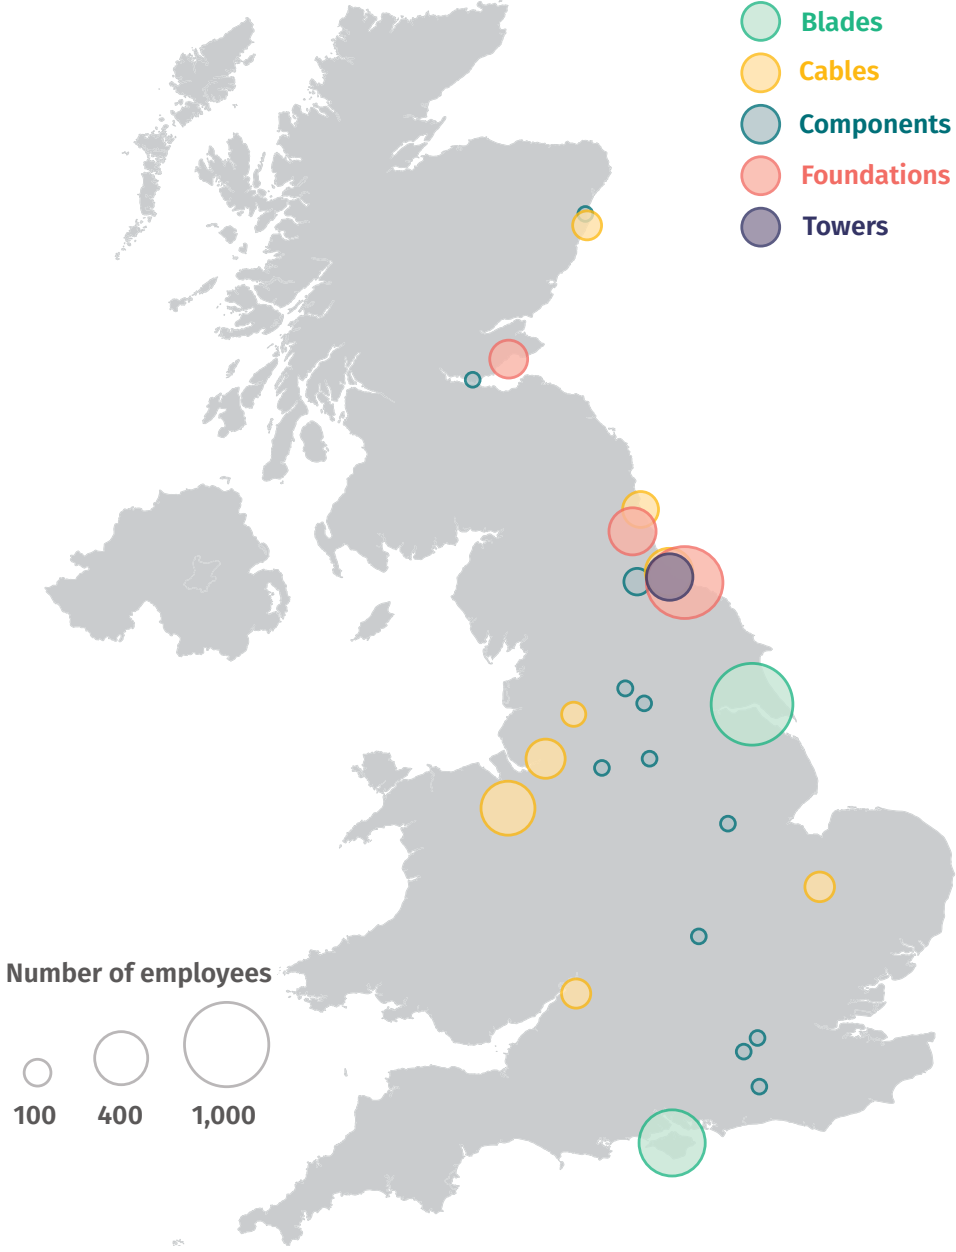 Blades
Cables
Components
Foundations
Towers
Number of employees
100 400 1,000